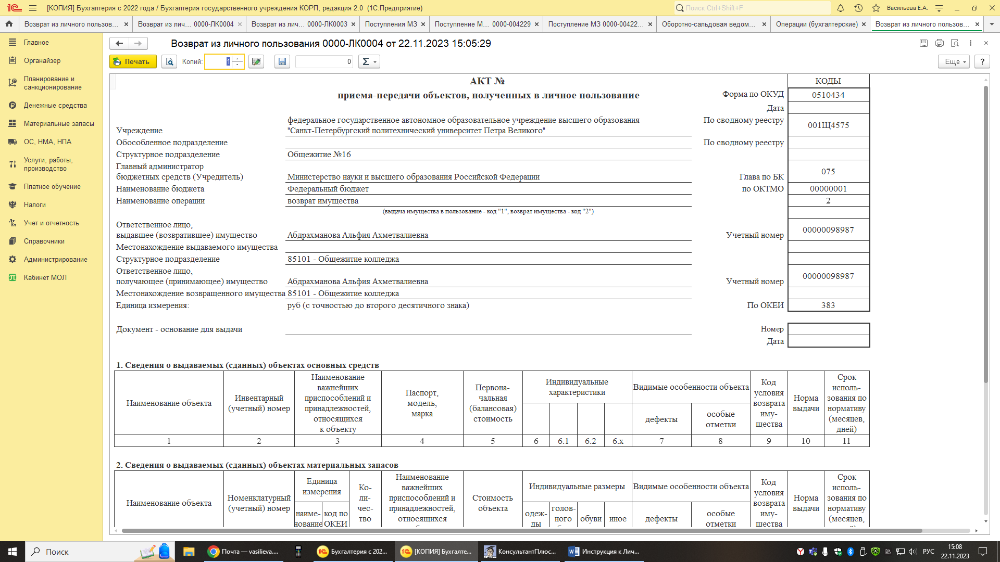 [КОПИЯ] Бухгалтерия с 2022 года / Бухгалтерия государственного учреждения КОРП, редакция 2.0 (1С:Предприятие)
Поиск Ctrl+Shift+F
Васильева Е.А.
Возврат из личного пользов...
Возврат из лич... 0000-ЛК0004
Возврат из лич... 0000-ЛК0003
Поступления МЗ
Поступление М... 0000-004229
Поступление МЗ 0000-00422...
Оборотно-сальдовая ведом...
Операции (бухгалтерские)
Возврат из личного пользов...
Главное
Органайзер
Планирование и
санкционирование
Денежные средства
Материальные запасы
ОС, НМА, НПА
Услуги, работы,
производство
Платное обучение
Налоги
Учет и отчетность
Справочники
Администрирование
Кабинет МОЛ
Возврат из личного пользования 0000-ЛК0004 от 22.11.2023 15:05:29
Печать
Копий:
1
0
Σ
Еще
?
АКТ №
приема-передачи объектов, полученных в личное пользование
КОДЫ
Форма по ОКУД
0510434
Дата
Учреждение
федеральное государственное автономное образовательное учреждение высшего образования
"Санкт-Петербургский политехнический университет Петра Великого"
По сводному реестру
001Щ4575
Обособленное подразделение
По сводному реестру
Структурное подразделение
Общежитие №16
Главный администратор
бюджетных средств (Учредитель)
Министерство науки и высшего образования Российской Федерации
Глава по БК
075
Наименование бюджета
Федеральный бюджет
по ОКТМО
00000001
Наименование операции
возврат имущества
2
(выдача имущества в пользование - код "1", возврат имущества - код "2")
Ответственное лицо,
выдавшее (возвратившее) имущество
Абдрахманова Альфия Ахметвалиевна
Учетный номер
00000098987
Местонахождение выдаваемого имущества
Структурное подразделение
85101 - Общежитие колледжа
Ответственное лицо,
получающее (принимающее) имущество
Абдрахманова Альфия Ахметвалиевна
Учетный номер
00000098987
Местонахождение возвращенного имущества
85101 - Общежитие колледжа
Единица измерения:
руб (с точностью до второго десятичного знака)
По ОКЕИ
383
Документ - основание для выдачи
Номер
Дата
1. Сведения о выдаваемых (сданных) объектах основных средств
Наименование объекта
Инвентарный
(учетный) номер
Наименование
важнейших
приспособлений и
принадлежностей,
относящихся
к объекту
Паспорт,
модель,
марка
Первона-
чальная
(балансовая)
стоимость
Индивидуальные
характеристики
Видимые особенности объекта
дефекты
особые
отметки
Код
условия
возврата
иму-
щества
Норма
выдачи
Срок
исполь-
зования по
нормативу
(месяцев,
дней)
1 2 3 4 5 6 6.1 6.2 6.x 7 8 9 10 11
2. Сведения о выдаваемых (сданных) объектах материальных запасов
Наименование объекта
Номенклатурный
(учетный) номер
Единица
измерения
наиме-
нование
код по
ОКЕИ
Ко-
ли-
чес-
тво
Наименование
важнейших
приспособлений и
принадлежностей,
относящихся
Стоимость
объекта
Индивидуальные размеры
одеж-
ды
голов-
ного
обуви
иное
Видимые особенности объекта
дефекты
особые
отметки
Код
условия
возврата
иму-
щества
Норма
выдачи
Срок
исполь-
зования по
нормативу
(месяцев,
Поиск
Почта — vasilieva....
Бухгалтерия с 202...
[КОПИЯ] Бухгалте...
КонсультантПлюс...
Инструкция к Лич...
РУС
15:08
22.11.2023